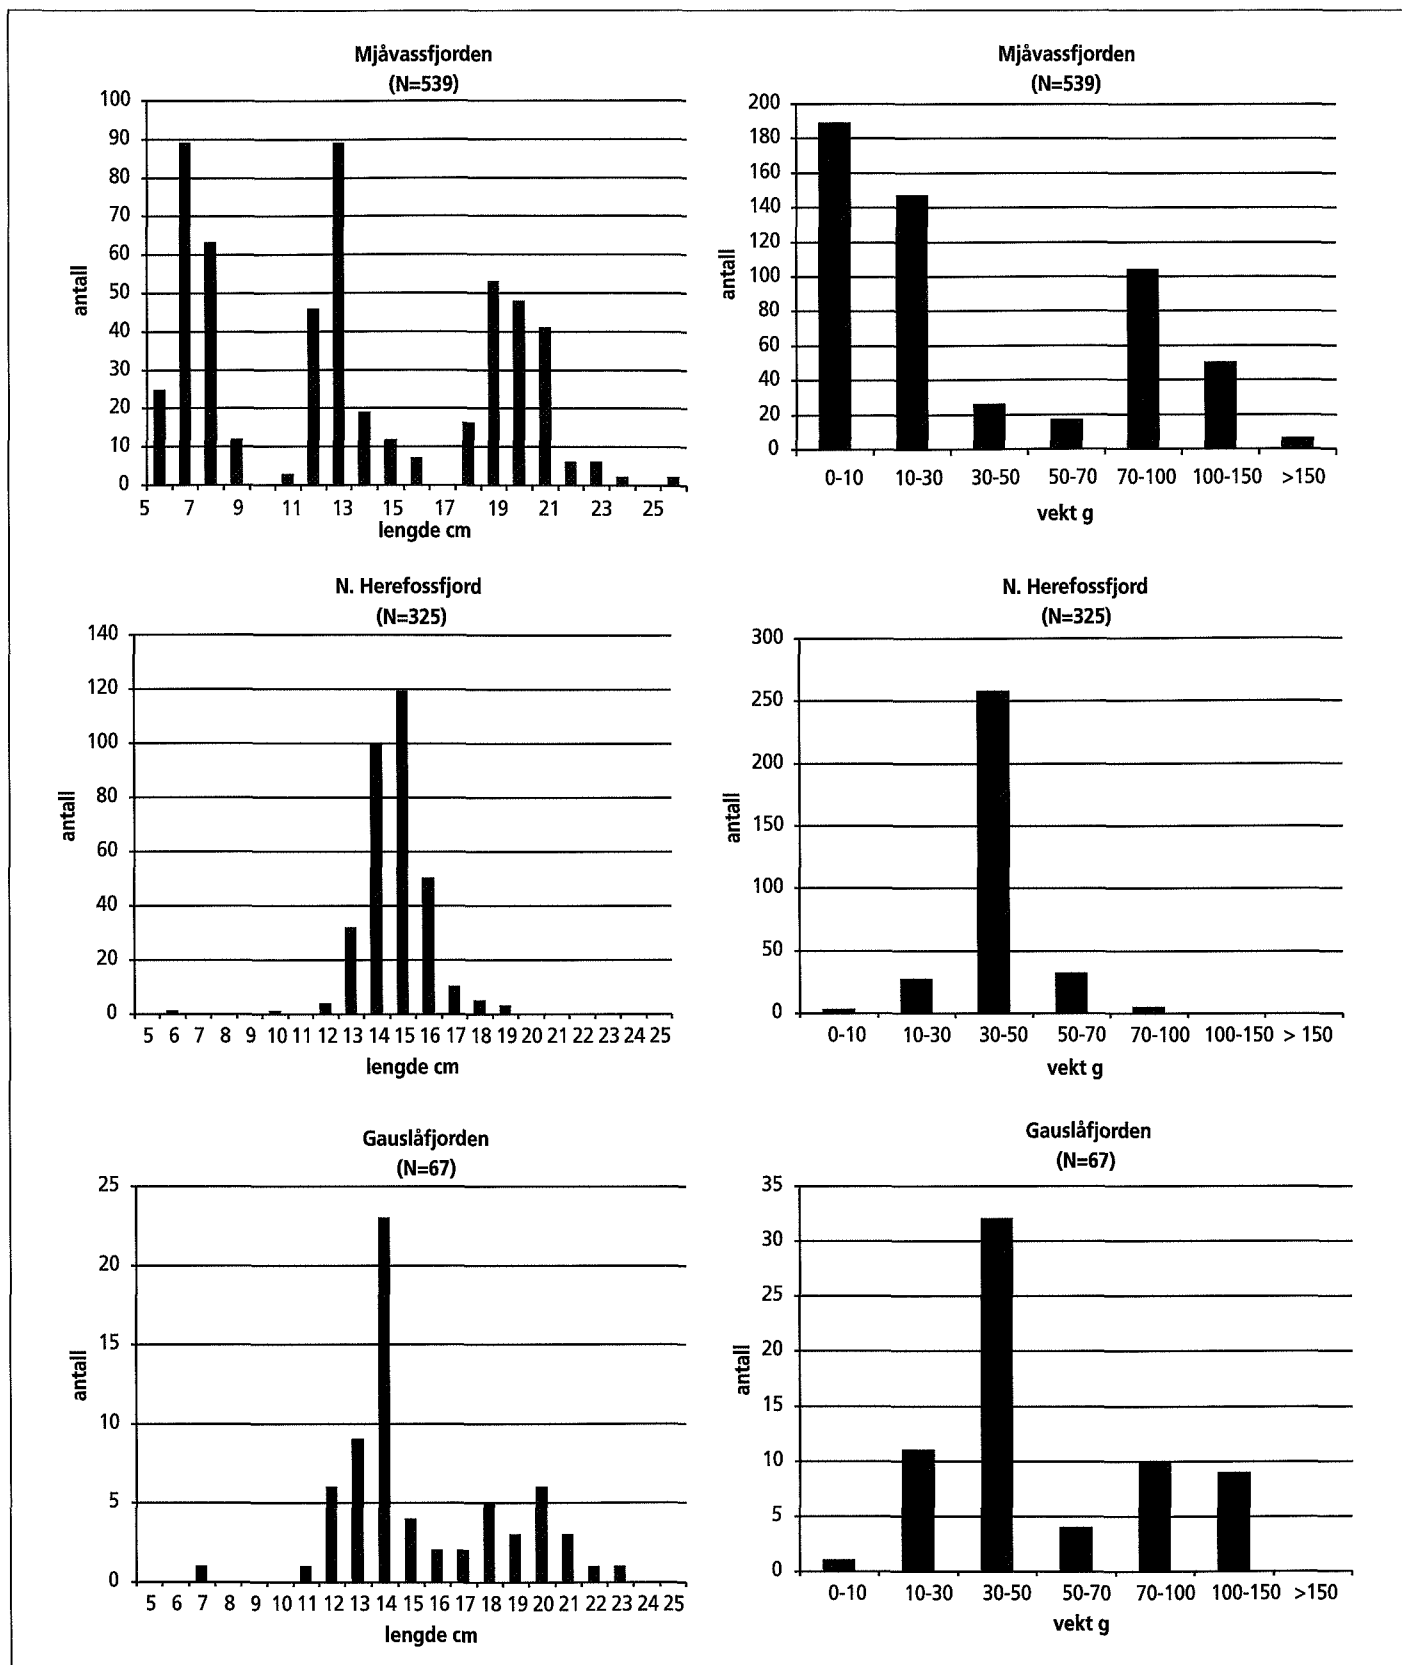 Mjåvassfjorden
(N=539)
100
90
80
70
60
50
40
30
20
10
0
antall
5 7 9 11 13 15 17 19 21 23 25
lengde cm
Mjåvassfjorden
(N=539)
200
180
160
140
120
100
80
60
40
20
0
antall
0-10 10-30 30-50 50-70 70-100 100-150 >150
vekt g
N. Herefossfjord
(N=325)
140
120
100
80
60
40
20
0
antall
5 6 7 8 9 10 11 12 13 14 15 16 17 18 19 20 21 22 23 24 25
lengde cm
N. Herefossfjord
(N=325)
300
250
200
150
100
50
0
antall
0-10 10-30 30-50 50-70 70-100 100-150 > 150
vekt g
Gauslåfjorden
(N=67)
25
20
15
10
5
0
antall
5 6 7 8 9 10 11 12 13 14 15 16 17 18 19 20 21 22 23 24 25
lengde cm
Gauslåfjorden
(N=67)
35
30
25
20
15
10
5
0
antall
0-10 10-30 30-50 50-70 70-100 100-150 >150
vekt g